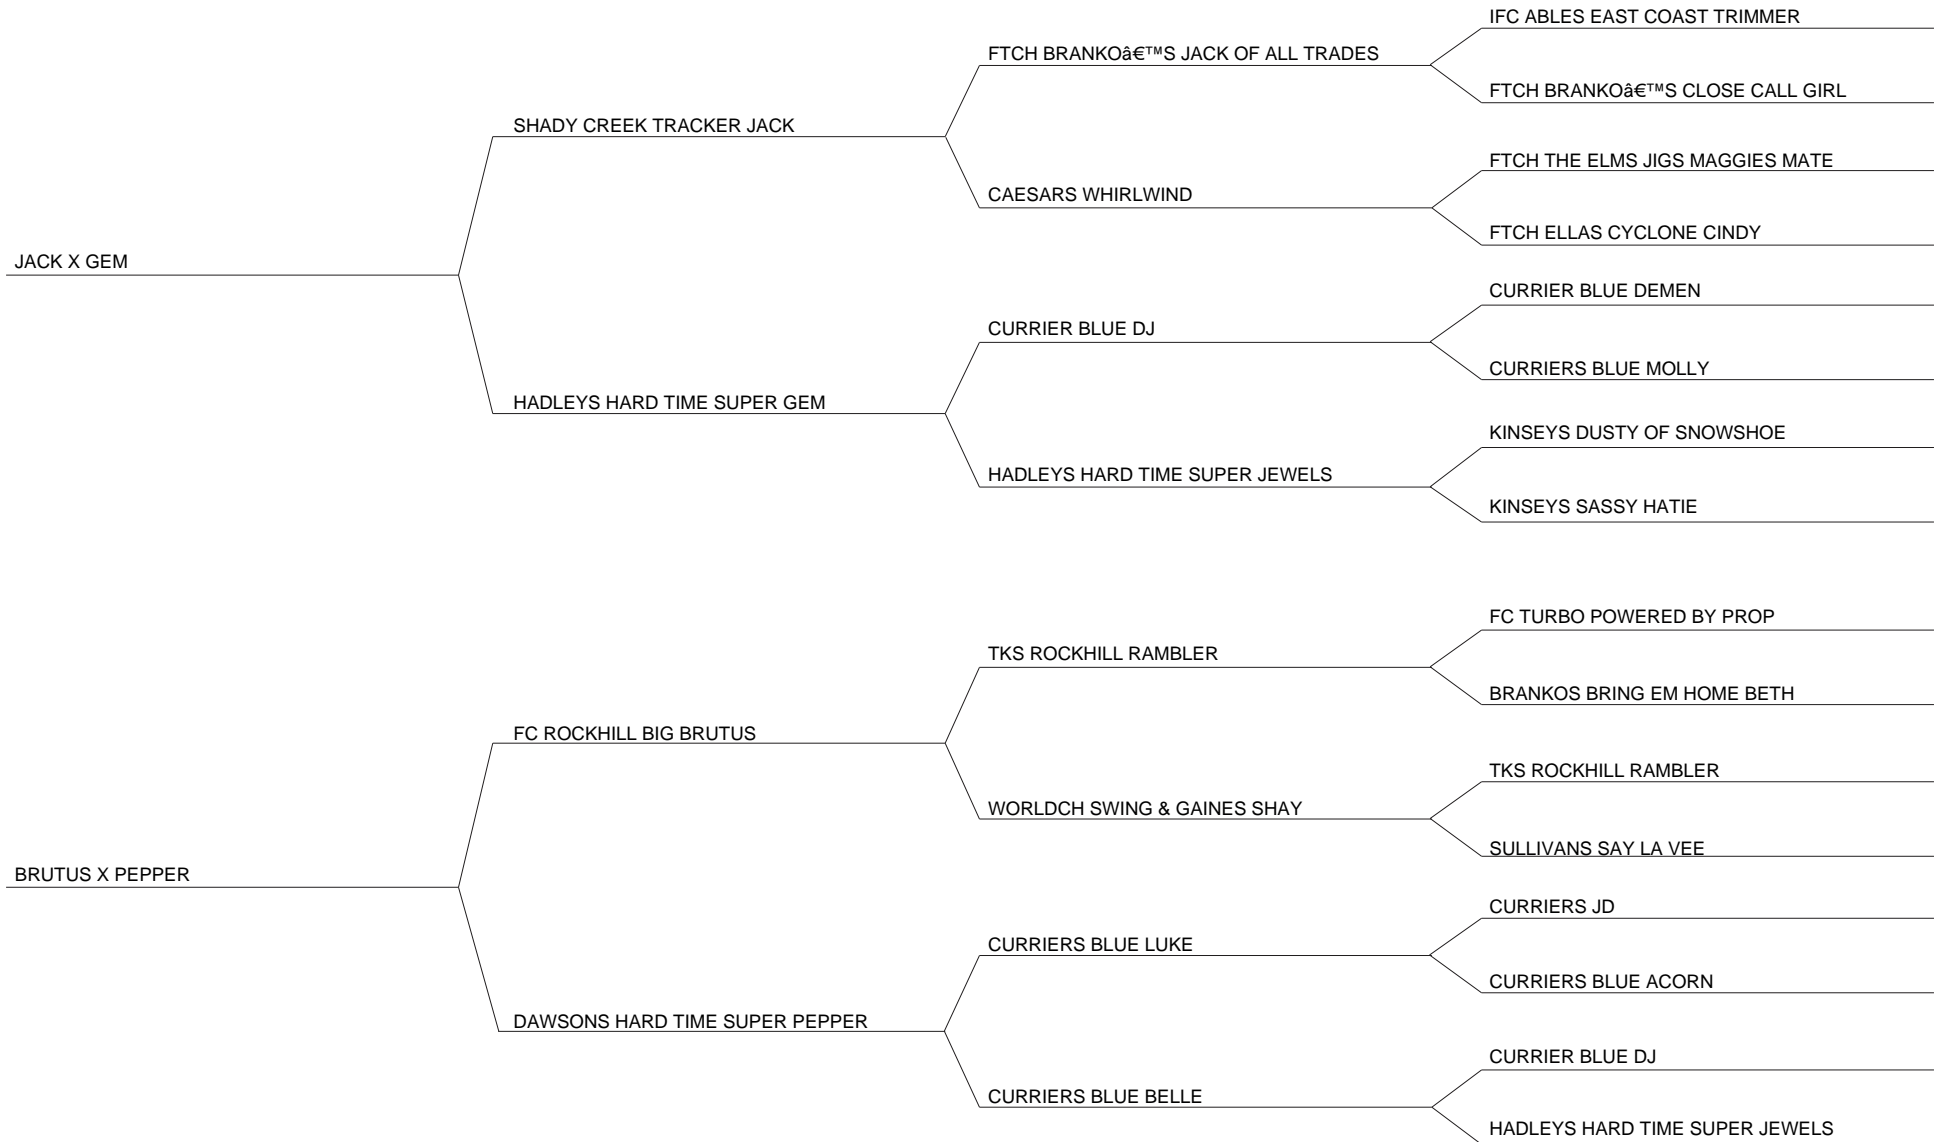 IFC ABLES EAST COAST TRIMMER
FTCH BRANKOâ€™S JACK OF ALL TRADES
FTCH BRANKOâ€™S CLOSE CALL GIRL
SHADY CREEK TRACKER JACK
FTCH THE ELMS JIGS MAGGIES MATE
CAESARS WHIRLWIND
FTCH ELLAS CYCLONE CINDY
JACK X GEM
CURRIER BLUE DEMEN
CURRIER BLUE DJ
CURRIERS BLUE MOLLY
HADLEYS HARD TIME SUPER GEM
KINSEYS DUSTY OF SNOWSHOE
HADLEYS HARD TIME SUPER JEWELS
KINSEYS SASSY HATIE
FC TURBO POWERED BY PROP
TKS ROCKHILL RAMBLER
BRANKOS BRING EM HOME BETH
FC ROCKHILL BIG BRUTUS
TKS ROCKHILL RAMBLER
WORLDCH SWING & GAINES SHAY
SULLIVANS SAY LA VEE
BRUTUS X PEPPER
CURRIERS JD
CURRIERS BLUE LUKE
CURRIERS BLUE ACORN
DAWSONS HARD TIME SUPER PEPPER
CURRIER BLUE DJ
CURRIERS BLUE BELLE
HADLEYS HARD TIME SUPER JEWELS